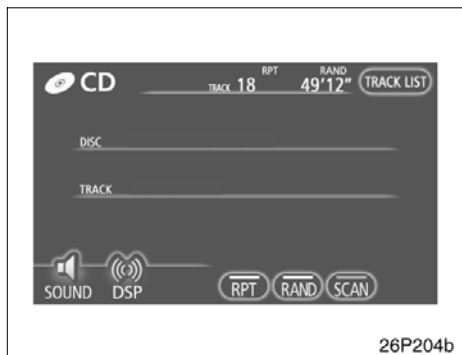 RPT RAND
CD TRACK 18 49'12" TRACK LIST
DISC
TRACK
SOUND DSP RPT RAND SCAN
26P204b